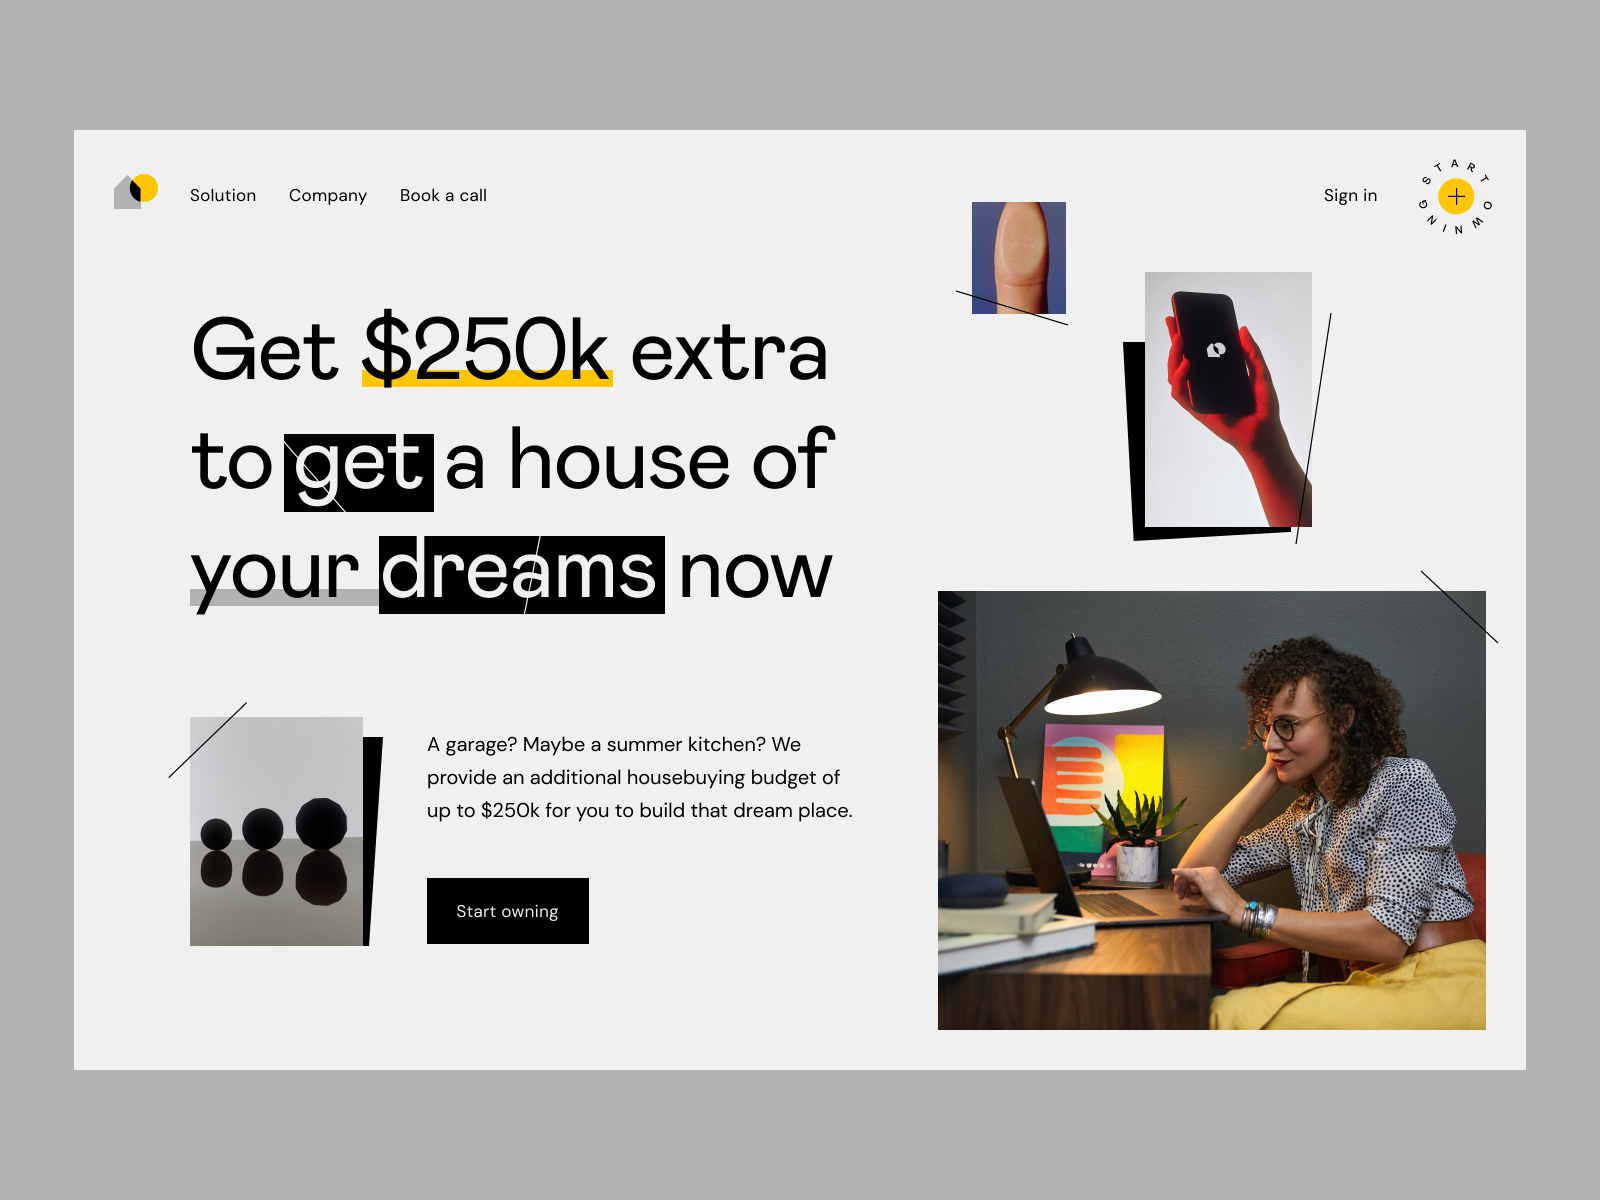 Solution
Company
Book a call
Sign in
START OWNING
Get $250k extra
to get a house of
your dreams now
A garage? Maybe a summer kitchen? We
provide an additional housebuying budget of
up to $250k for you to build that dream place.
Start owning